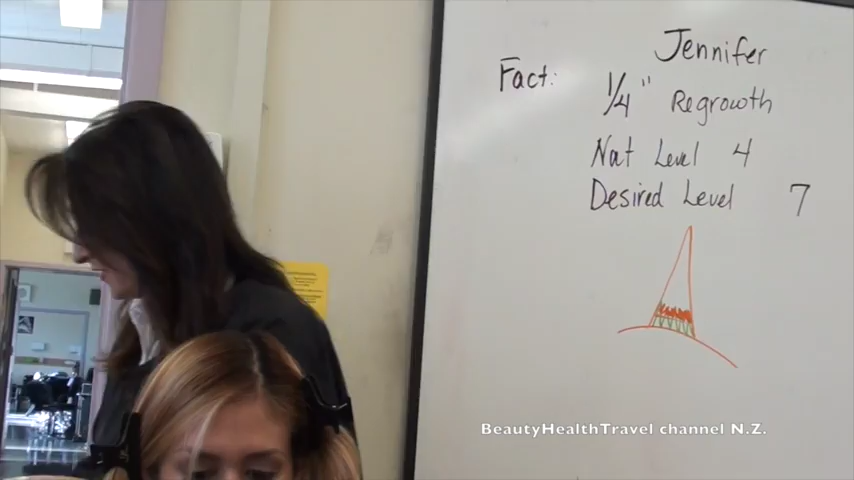 Jennifer
Fact: 1/4" Regrowth
Nat Level 4
Desired Level 7
BeautyHealthTravel channel N.Z.